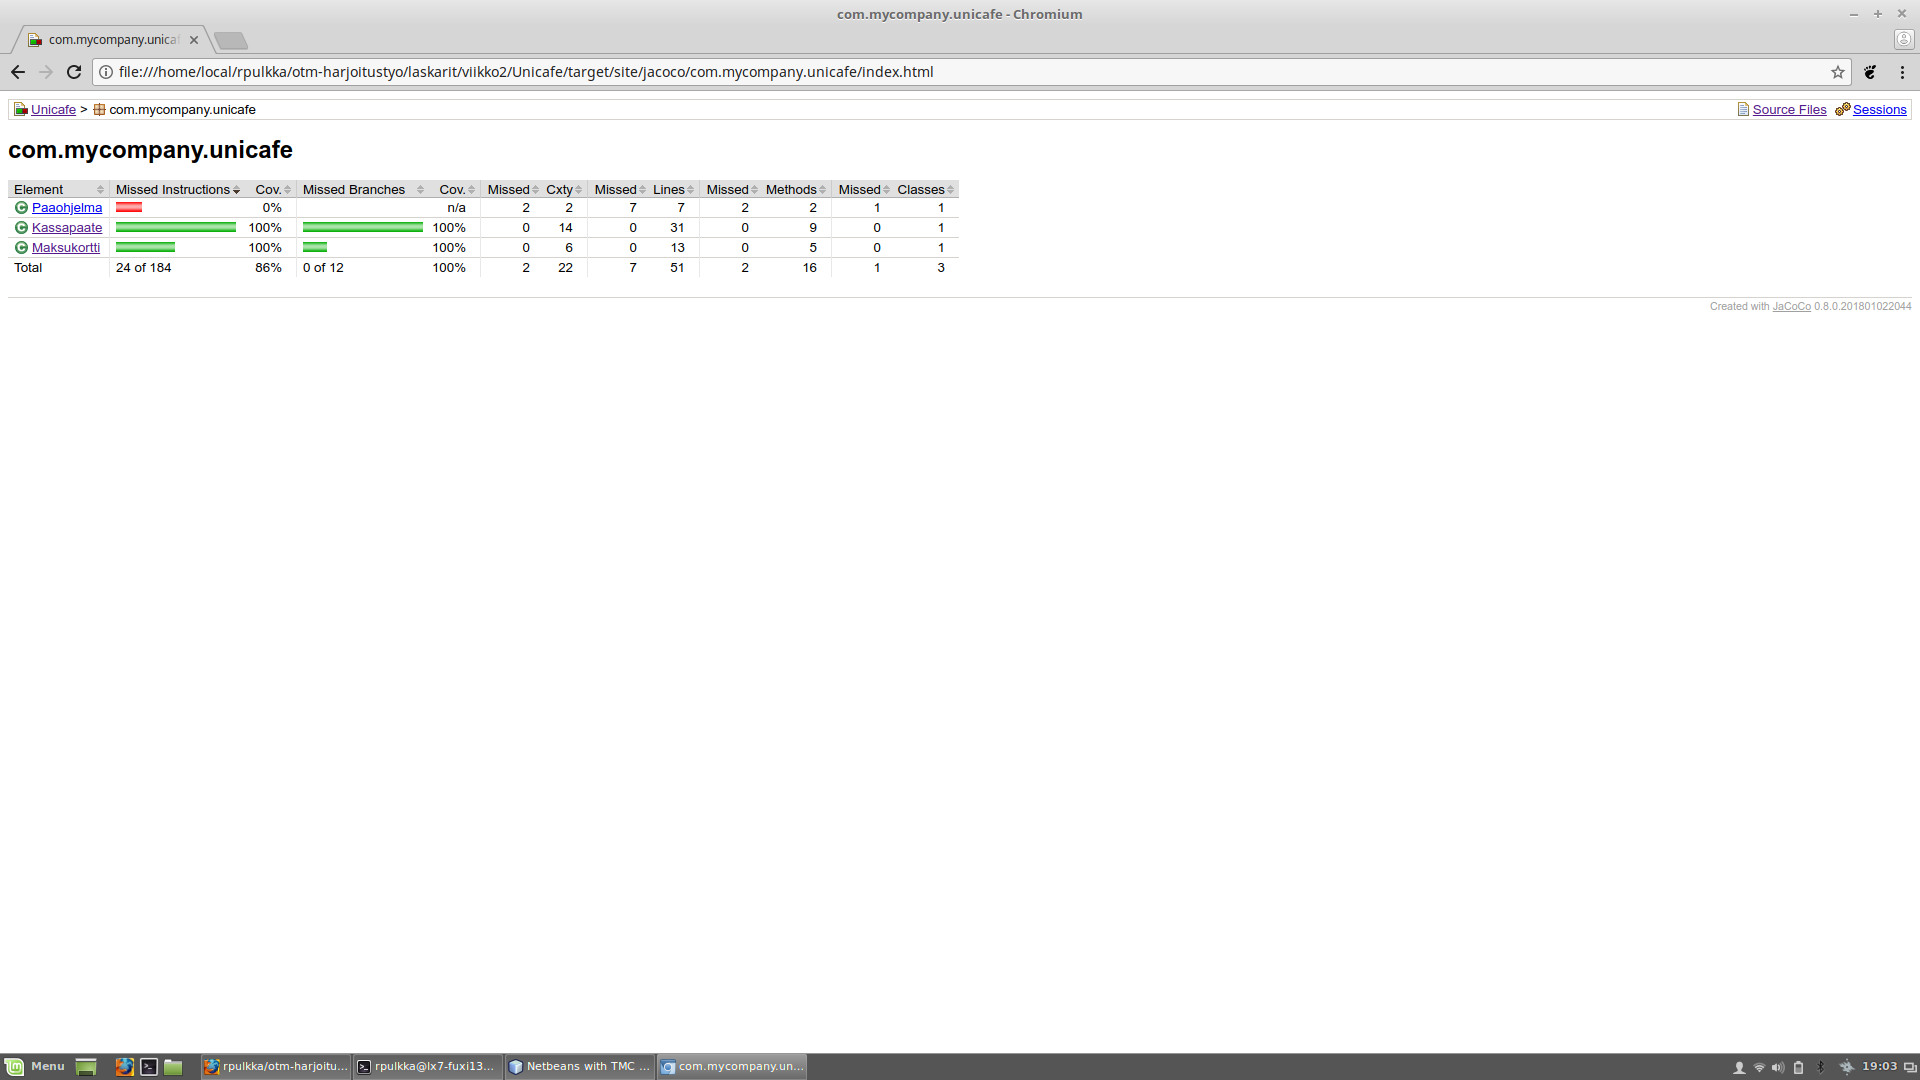 com.mycompany.unicafe - Chromium
com.mycompany.unica
file:///home/local/rpulkka/otm-harjoitustyo/laskarit/viikko2/Unicafe/target/site/jacoco/com.mycompany.unicafe/index.html
Unicafe > com.mycompany.unicafe Source Files Sessions
com.mycompany.unicafe
Element Missed Instructions Cov. Missed Branches Cov. Missed Cxty Missed Lines Missed Methods Missed Classes
Paaohjelma 0% n/a 2 2 7 7 2 2 1 1
Kassapaate 100% 100% 0 14 0 31 0 9 0 1
Maksukortti 100% 100% 0 6 0 13 0 5 0 1
Total 24 of 184 86% 0 of 12 100% 2 22 7 51 2 16 1 3
Created with JaCoCo 0.8.0.201801022044
Menu rpulkka/otm-harjoitu... rpulkka@lx7-fuxi13... Netbeans with TMC ... com.mycompany.un... 19:03